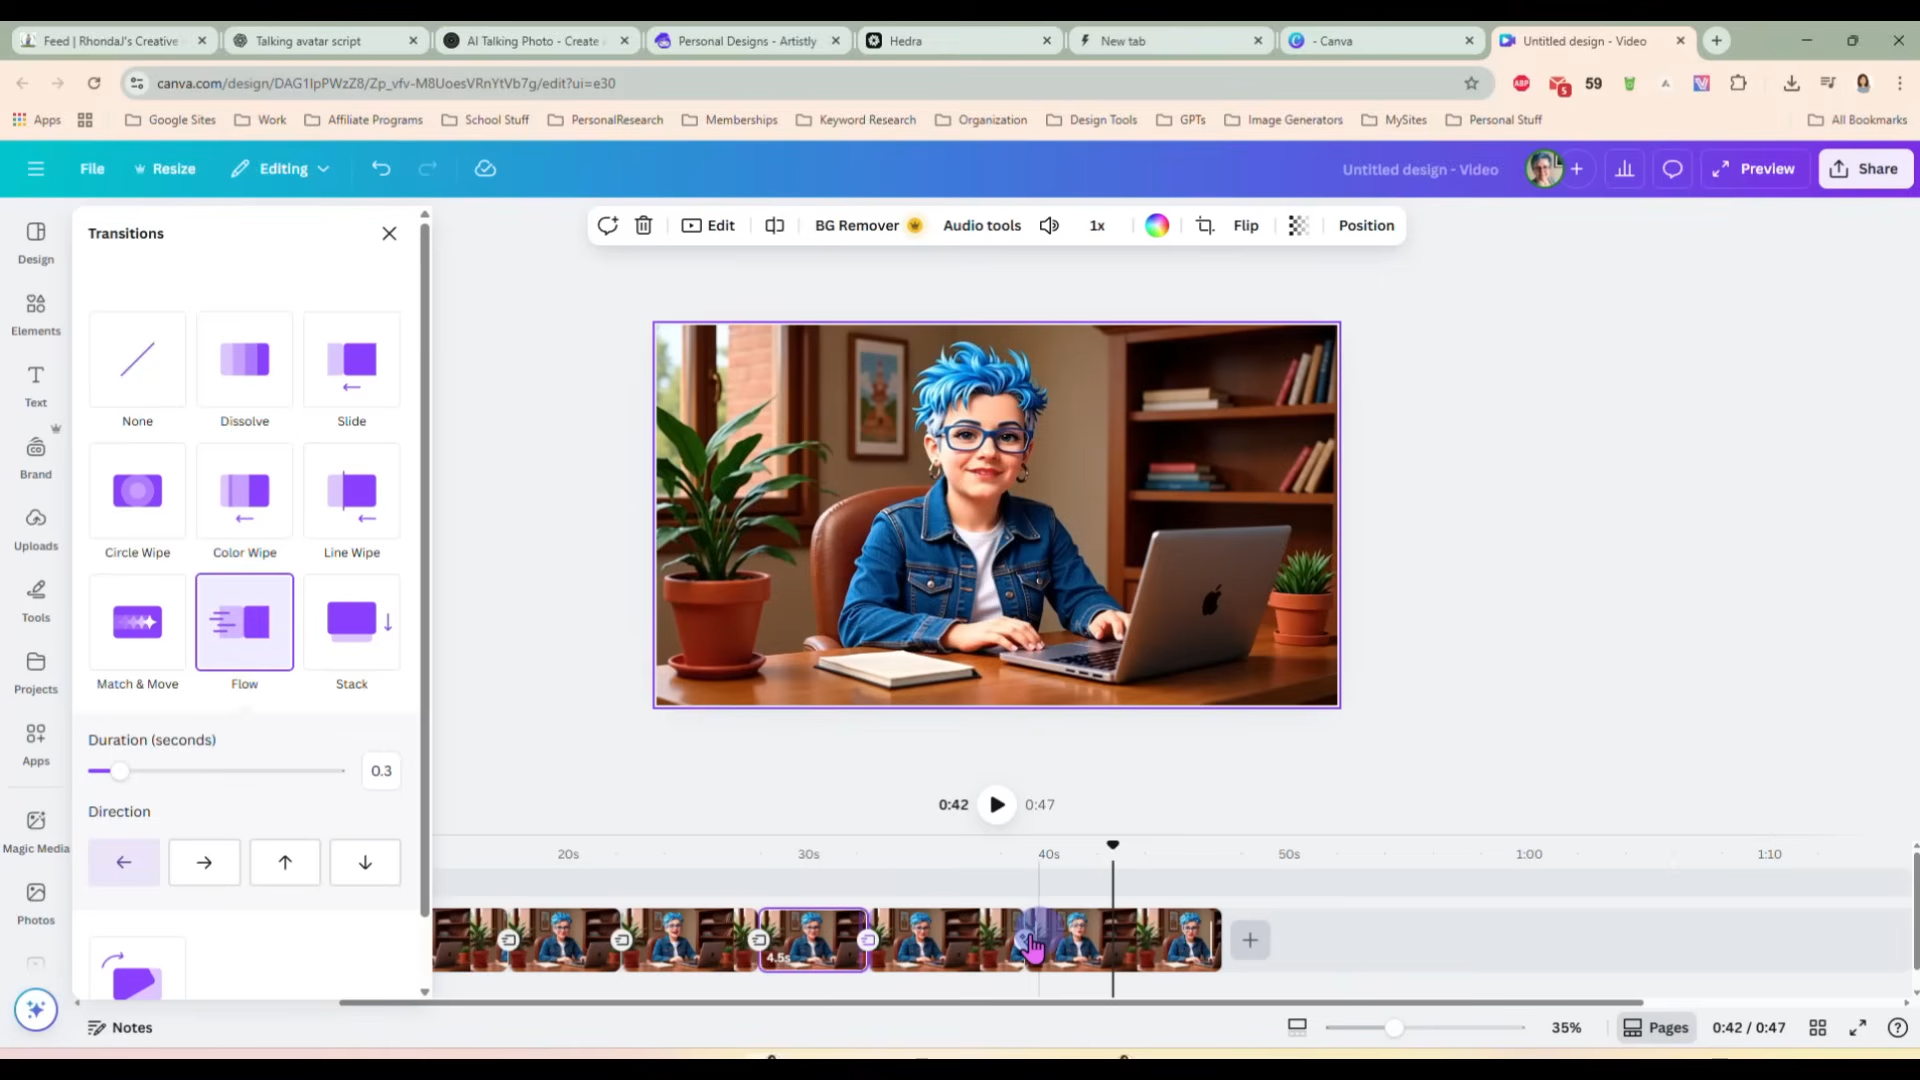 Feed | RhondaJ's Creative
Talking avatar script
AI Talking Photo - Create
Personal Designs - Artistly
Hedra
New tab
- Canva
Untitled design - Video
canva.com/design/DAG1IpPWzZ8/Zp_vfv-M8UoesVRnYtVb7g/edit?ui=e30
5
59
Apps
Google Sites
Work
Affiliate Programs
School Stuff
PersonalResearch
Memberships
Keyword Research
Organization
Design Tools
GPTs
Image Generators
MySites
Personal Stuff
All Bookmarks
File
Resize
Editing
Untitled design - Video
Preview
Share
Design
Elements
Text
Brand
Uploads
Tools
Projects
Apps
Magic Media
Photos
Transitions
None
Dissolve
Slide
Circle Wipe
Color Wipe
Line Wipe
Match & Move
Flow
Stack
Duration (seconds)
0.3
Direction
Edit
BG Remover
Audio tools
1x
Flip
Position
0:42
0:47
20s
30s
40s
50s
1:00
1:10
4.5s
Notes
35%
Pages
0:42 / 0:47